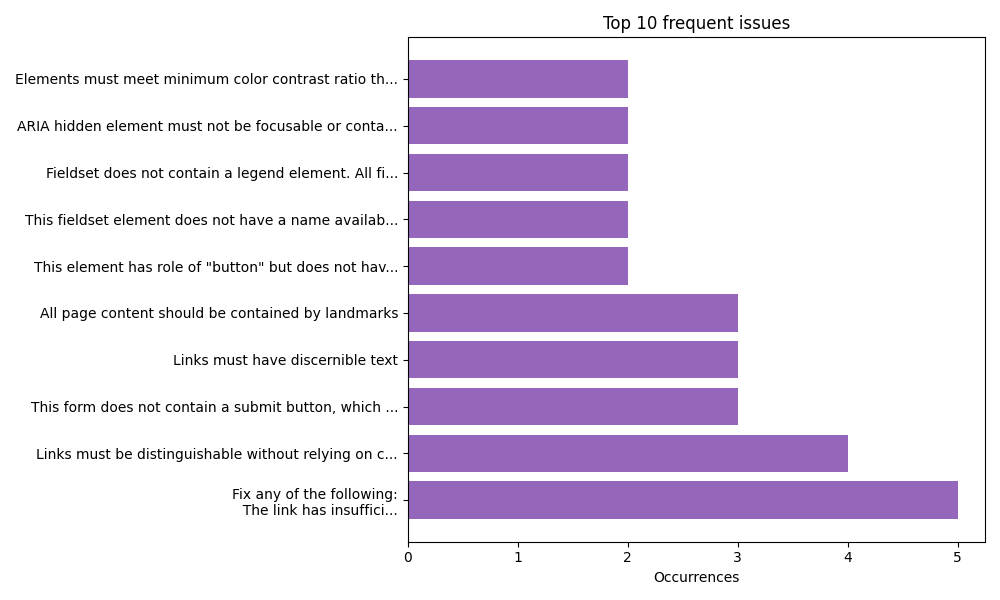 Top 10 frequent issues
Elements must meet minimum color contrast ratio th...
ARIA hidden element must not be focusable or conta...
Fieldset does not contain a legend element. All fi...
This fieldset element does not have a name availab...
This element has role of "button" but does not hav...
All page content should be contained by landmarks
Links must have discernible text
This form does not contain a submit button, which ...
Links must be distinguishable without relying on c...
Fix any of the following:
The link has insuffici...
0 1 2 3 4 5
Occurrences